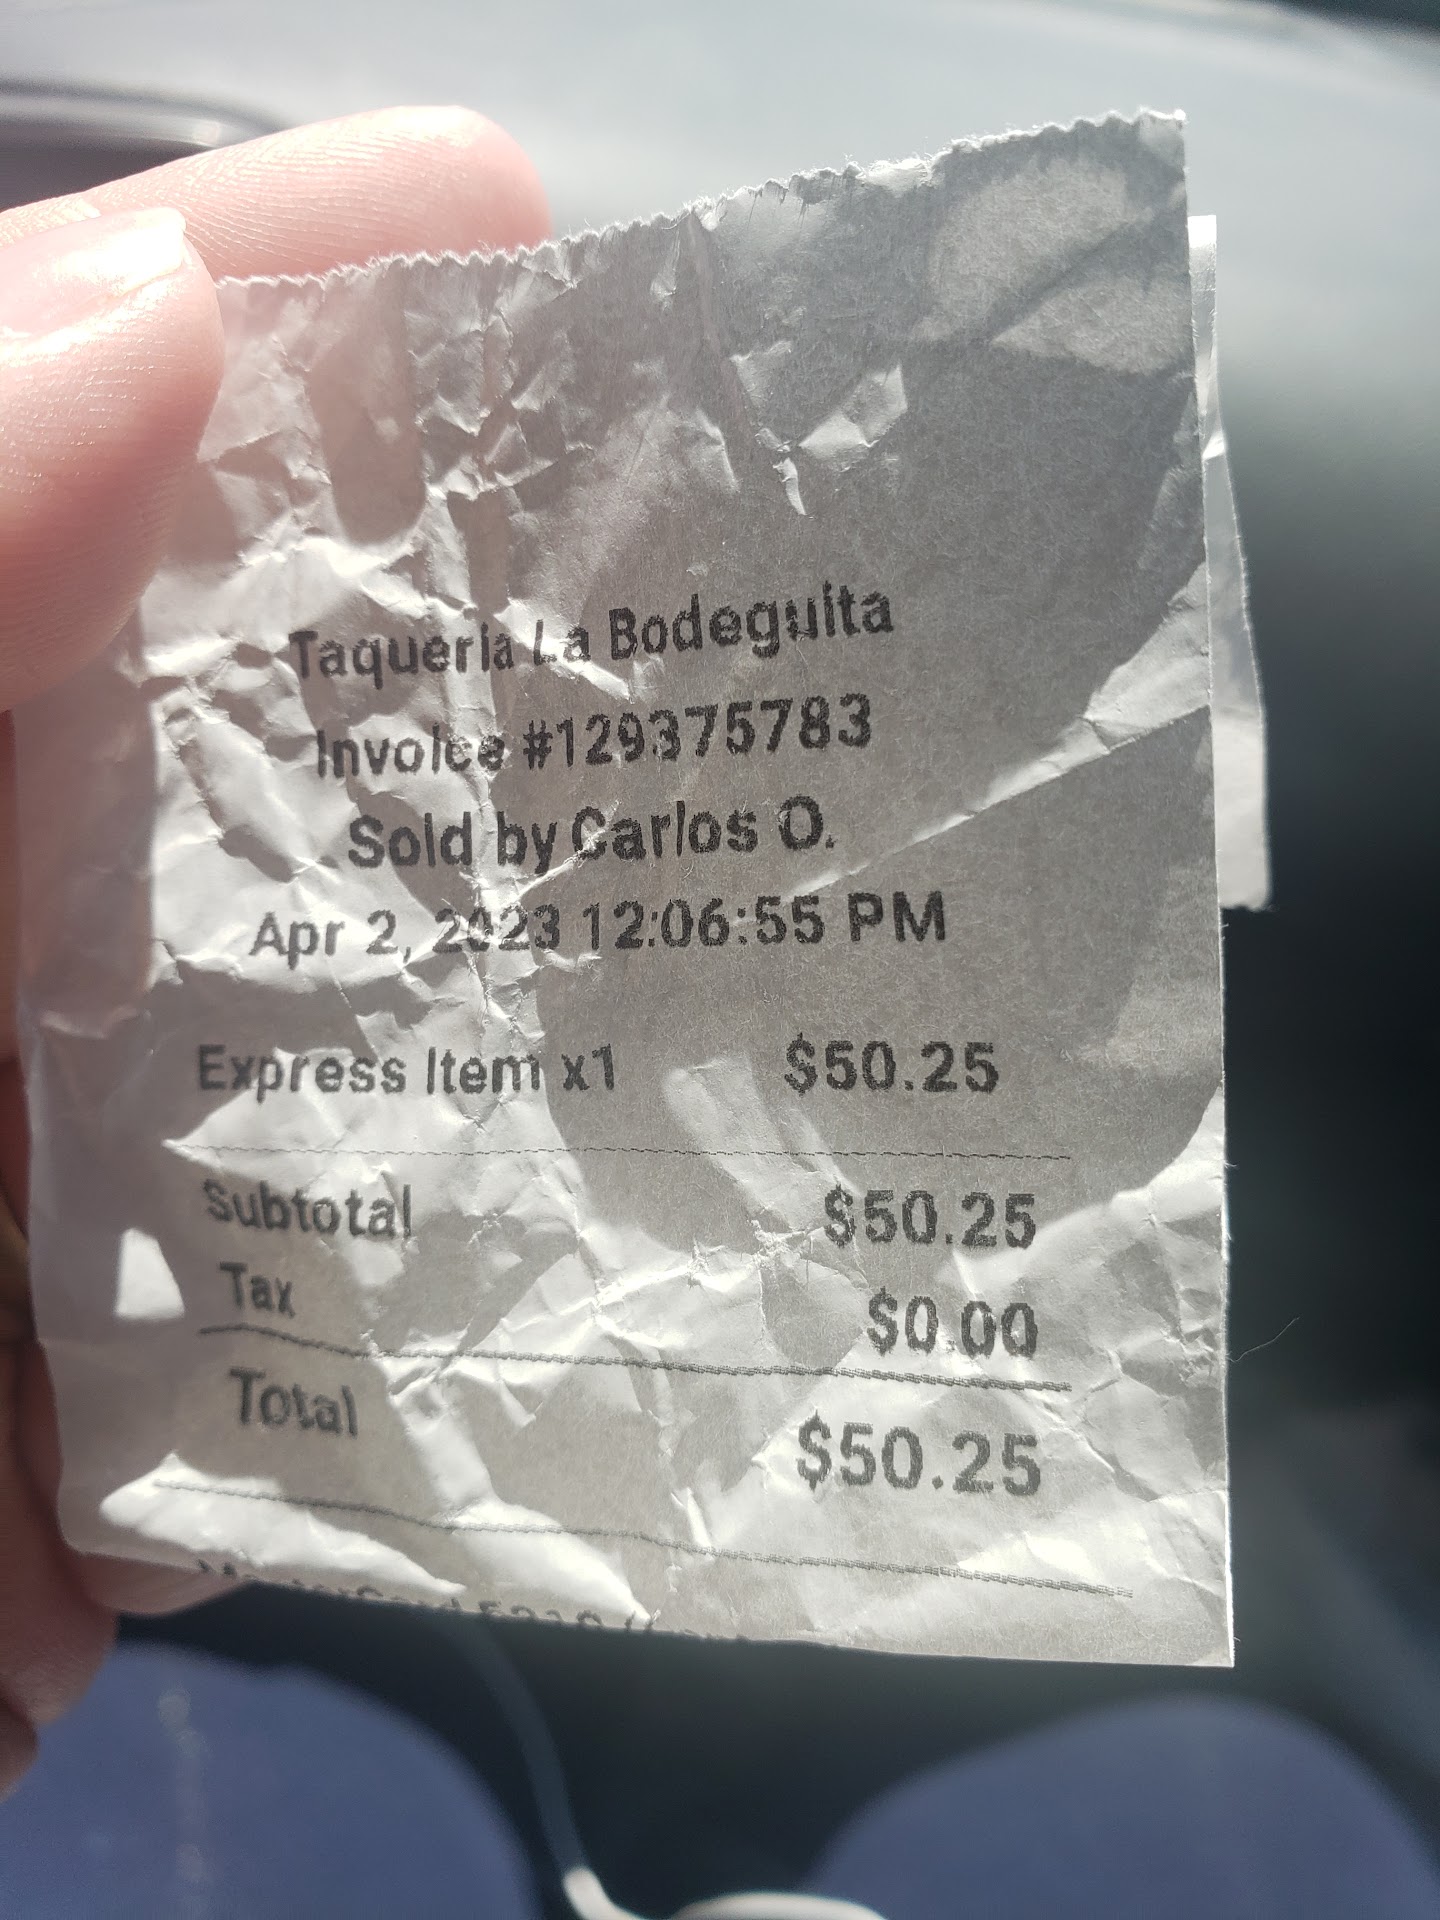 Taqueria La Bodeguita
Invoice #129375783
Sold by Carlos O.
Apr 2, 2023 12:06:55 PM
Express Item x1 $50.25
Subtotal $50.25
Tax $0.00
Total $50.25
MasterCard